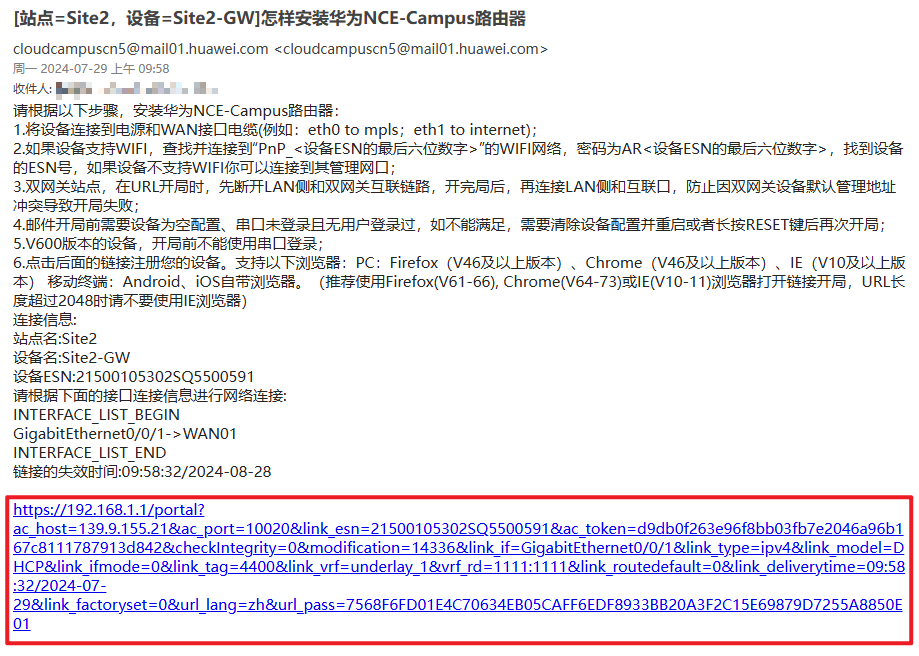 [站点=Site2，设备=Site2-GW]怎样安装华为NCE-Campus路由器
cloudcampuscn5@mail01.huawei.com <cloudcampuscn5@mail01.huawei.com>
周一 2024-07-29 上午 09:58
收件人:
请根据以下步骤，安装华为NCE-Campus路由器：
1.将设备连接到电源和WAN接口电缆(例如：eth0 to mpls；eth1 to internet)；
2.如果设备支持WIFI，查找并连接到“PnP_<设备ESN的最后六位数字>”的WIFI网络，密码为AR<设备ESN的最后六位数字>，找到设备
的ESN号，如果设备不支持WIFI你可以连接到其管理网口；
3.双网关站点，在URL开局时，先断开LAN侧和双网关互联链路，开完局后，再连接LAN侧和互联口，防止因双网关设备默认管理地址
冲突导致开局失败；
4.邮件开局前需要设备为空配置、串口未登录且无用户登录过，如不能满足，需要清除设备配置并重启或者长按RESET键后再次开局；
5.V600版本的设备，开局前不能使用串口登录；
6.点击后面的链接注册您的设备。支持以下浏览器：PC：Firefox（V46及以上版本）、Chrome（V46及以上版本）、IE（V10及以上版
本） 移动终端：Android、iOS自带浏览器。（推荐使用Firefox(V61-66), Chrome(V64-73)或IE(V10-11)浏览器打开链接开局，URL长
度超过2048时请不要使用IE浏览器）
连接信息:
站点名:Site2
设备名:Site2-GW
设备ESN:21500105302SQ5500591
请根据下面的接口连接信息进行网络连接:
INTERFACE_LIST_BEGIN
GigabitEthernet0/0/1->WAN01
INTERFACE_LIST_END
链接的失效时间:09:58:32/2024-08-28
https://192.168.1.1/portal?
ac_host=139.9.155.21&ac_port=10020&link_esn=21500105302SQ5500591&ac_token=d9db0f263e96f8bb03fb7e2046a96b1
67c8111787913d842&checkIntegrity=0&modification=14336&link_if=GigabitEthernet0/0/1&link_type=ipv4&link_model=D
HCP&link_ifmode=0&link_tag=4400&link_vrf=underlay_1&vrf_rd=1111:1111&link_routedefault=0&link_deliverytime=09:58
:32/2024-07-
29&link_factoryset=0&url_lang=zh&url_pass=7568F6FD01E4C70634EB05CAFF6EDF8933BB20A3F2C15E69879D7255A8850E
01